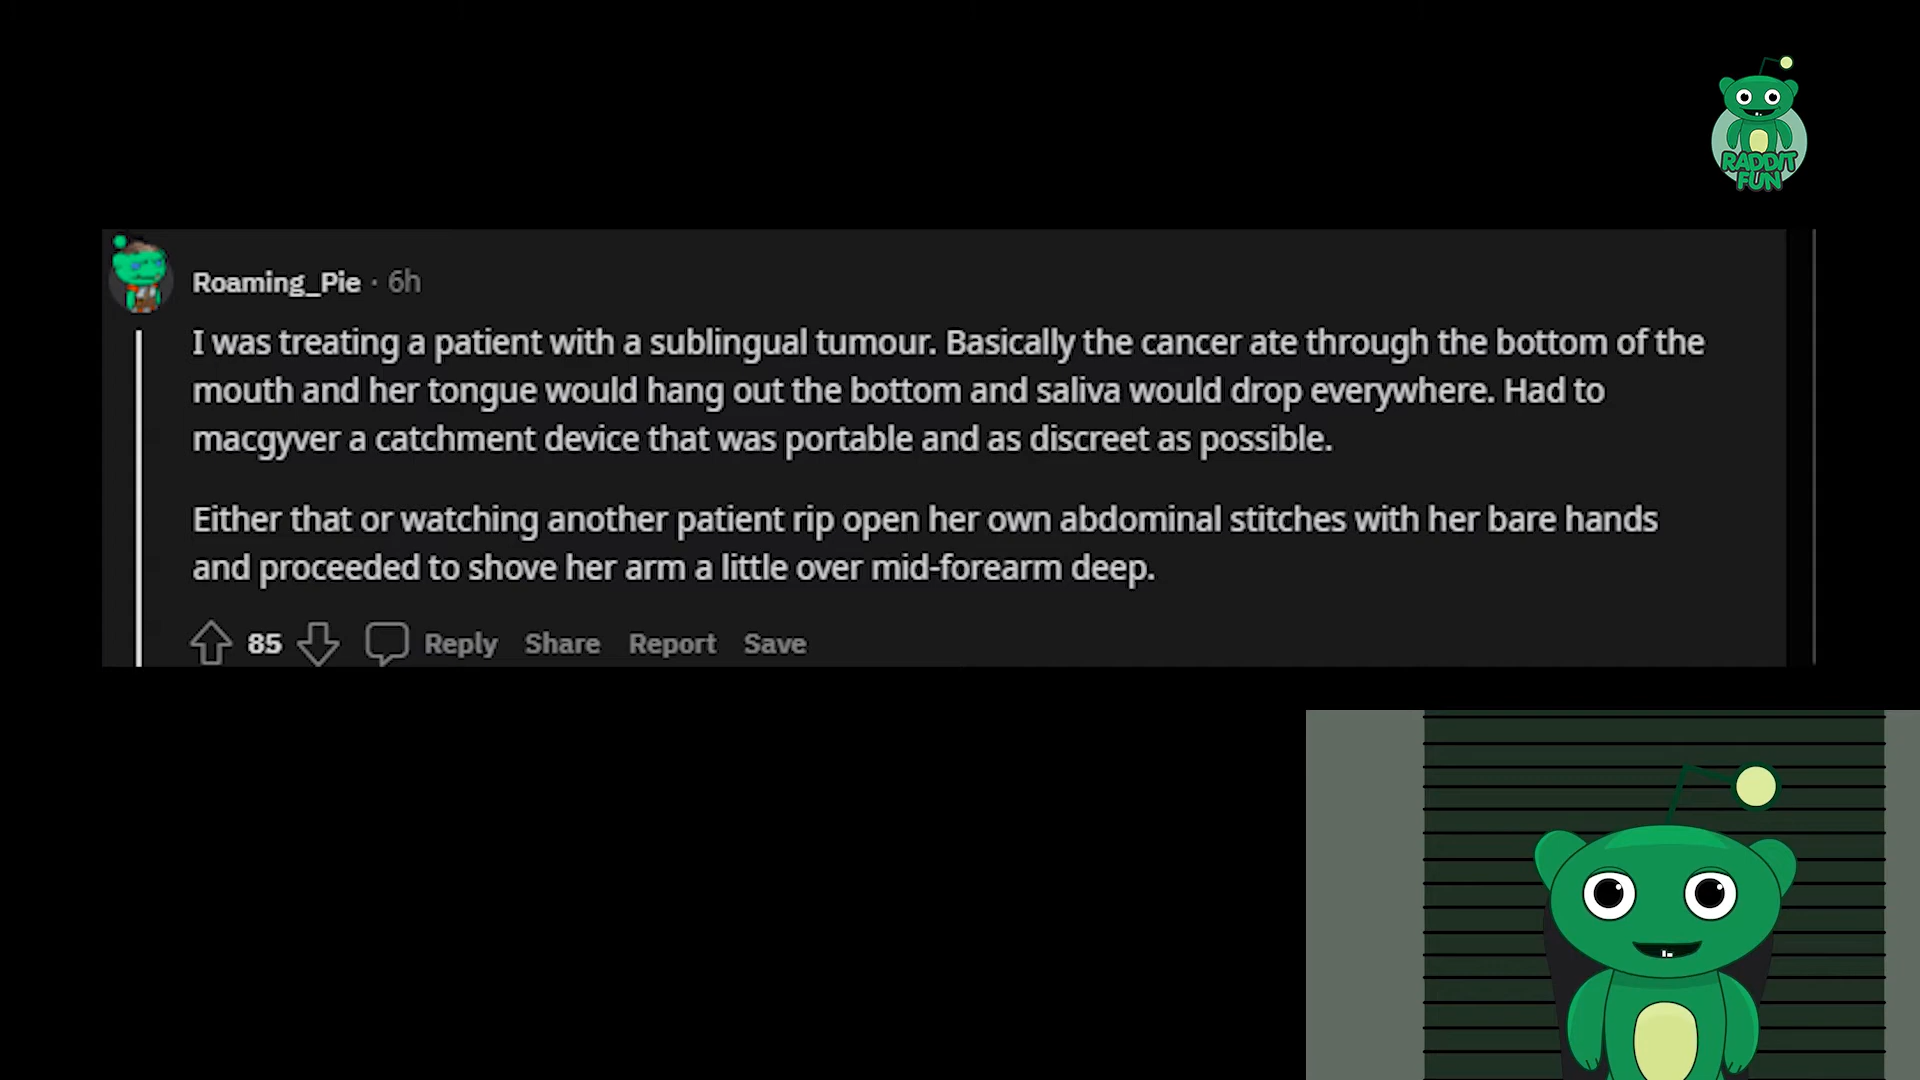 RADDIT
FUN
Roaming_Pie · 6h
I was treating a patient with a sublingual tumour. Basically the cancer ate through the bottom of the
mouth and her tongue would hang out the bottom and saliva would drop everywhere. Had to
macgyver a catchment device that was portable and as discreet as possible.
Either that or watching another patient rip open her own abdominal stitches with her bare hands
and proceeded to shove her arm a little over mid-forearm deep.
85 Reply Share Report Save